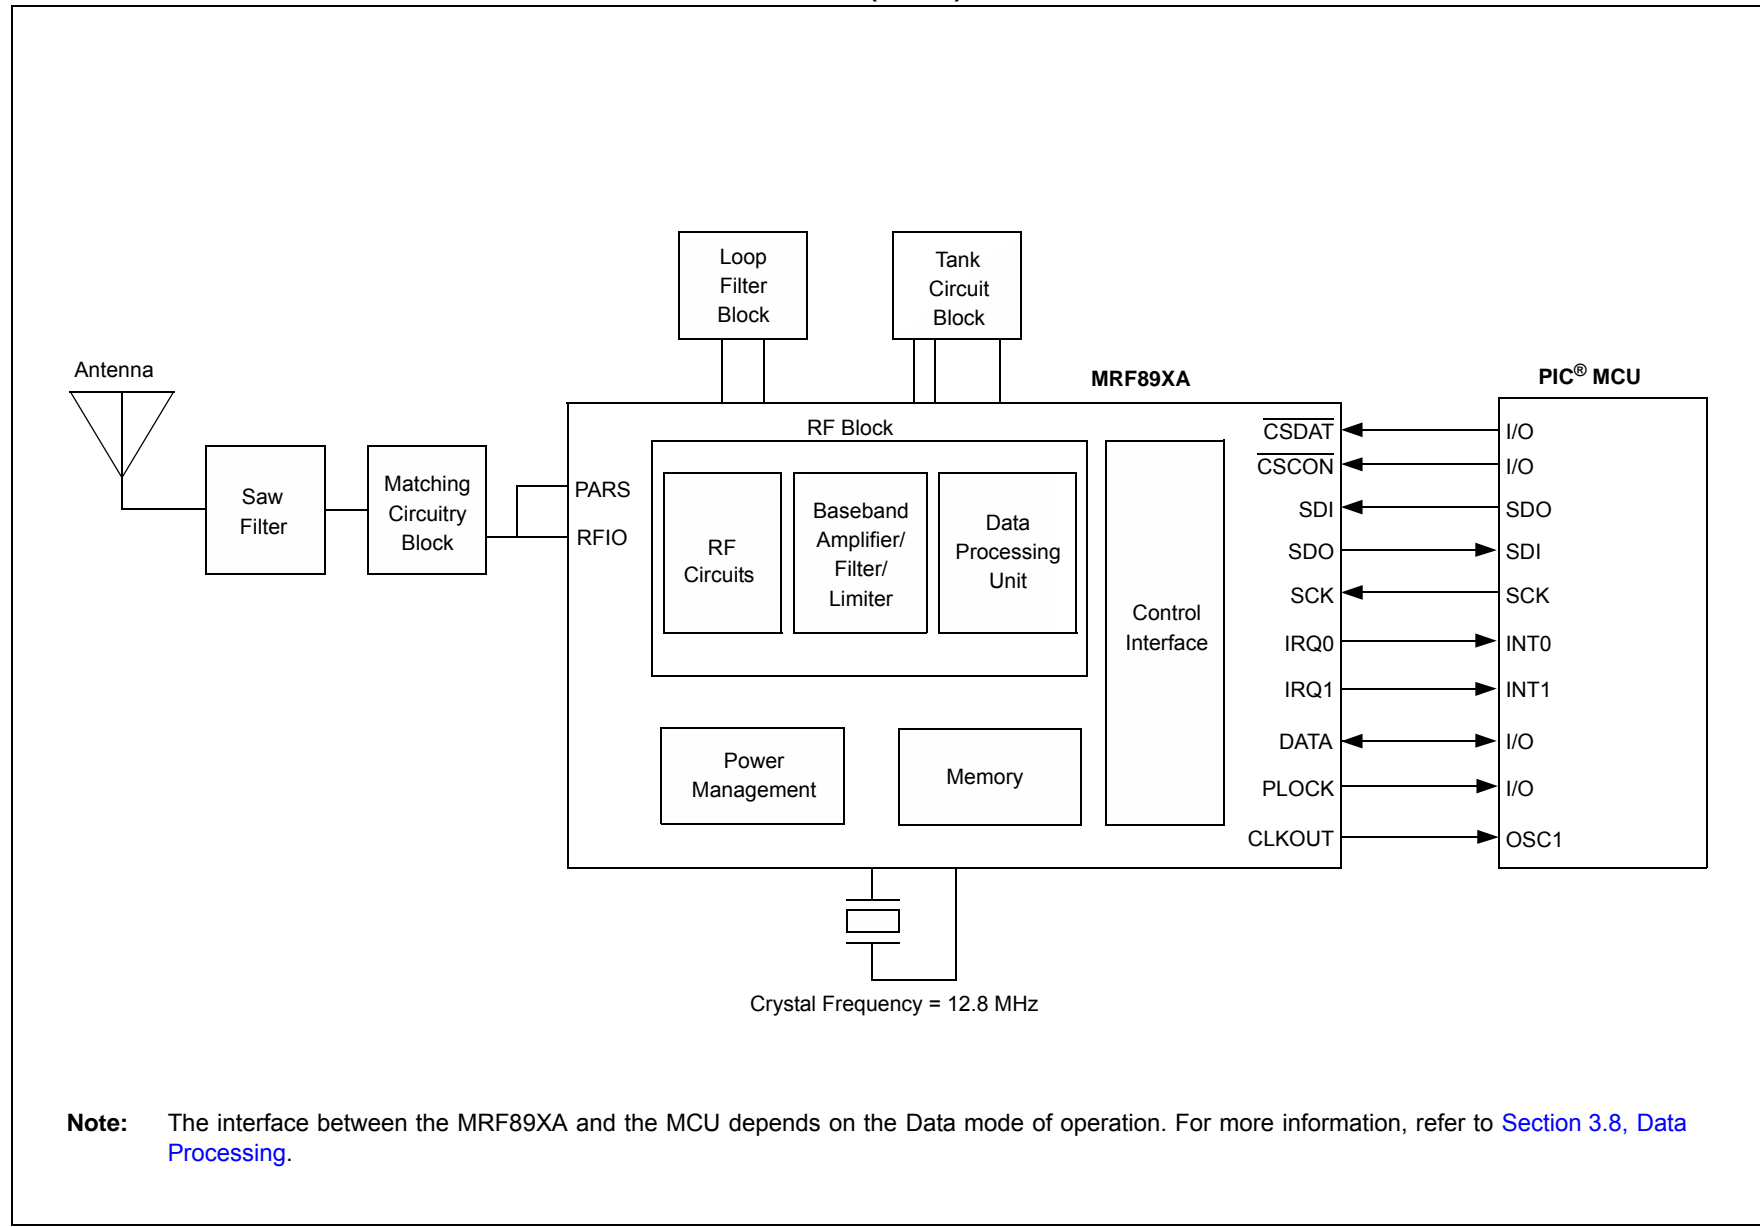 Loop
Filter
Block
Tank
Circuit
Block
Antenna
MRF89XA
PIC® MCU
RF Block
Saw
Filter
Matching
Circuitry
Block
PARS
RFIO
RF
Circuits
Baseband
Amplifier/
Filter/
Limiter
Data
Processing
Unit
Control
Interface
Power
Management
Memory
CSDAT
I/O
CSCON
I/O
SDI
SDO
SDO
SDI
SCK
SCK
IRQ0
INT0
IRQ1
INT1
DATA
I/O
PLOCK
I/O
CLKOUT
OSC1
Crystal Frequency = 12.8 MHz
Note: The interface between the MRF89XA and the MCU depends on the Data mode of operation. For more information, refer to Section 3.8, Data
Processing.